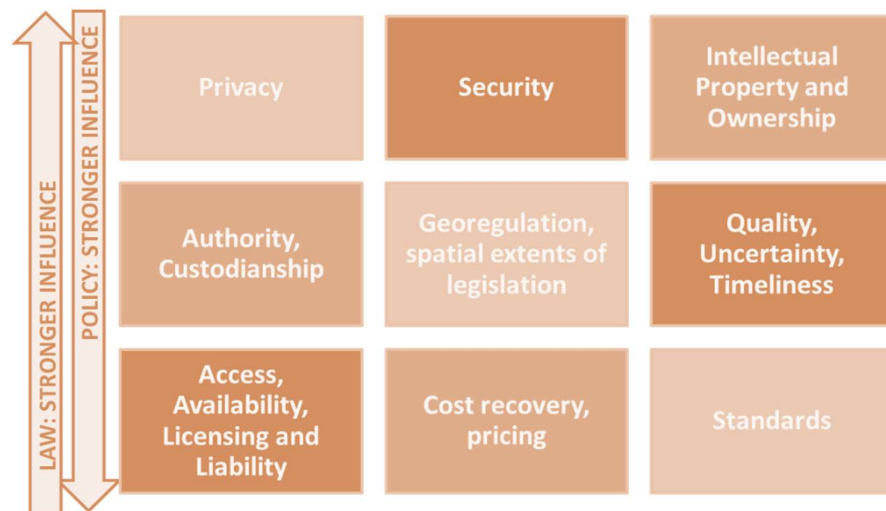 LAW: STRONGER INFLUENCE
POLICY: STRONGER INFLUENCE
Privacy
Security
Intellectual
Property and
Ownership
Authority,
Custodianship
Georegulation,
spatial extents of
legislation
Quality,
Uncertainty,
Timeliness
Access,
Availability,
Licensing and
Liability
Cost recovery,
pricing
Standards